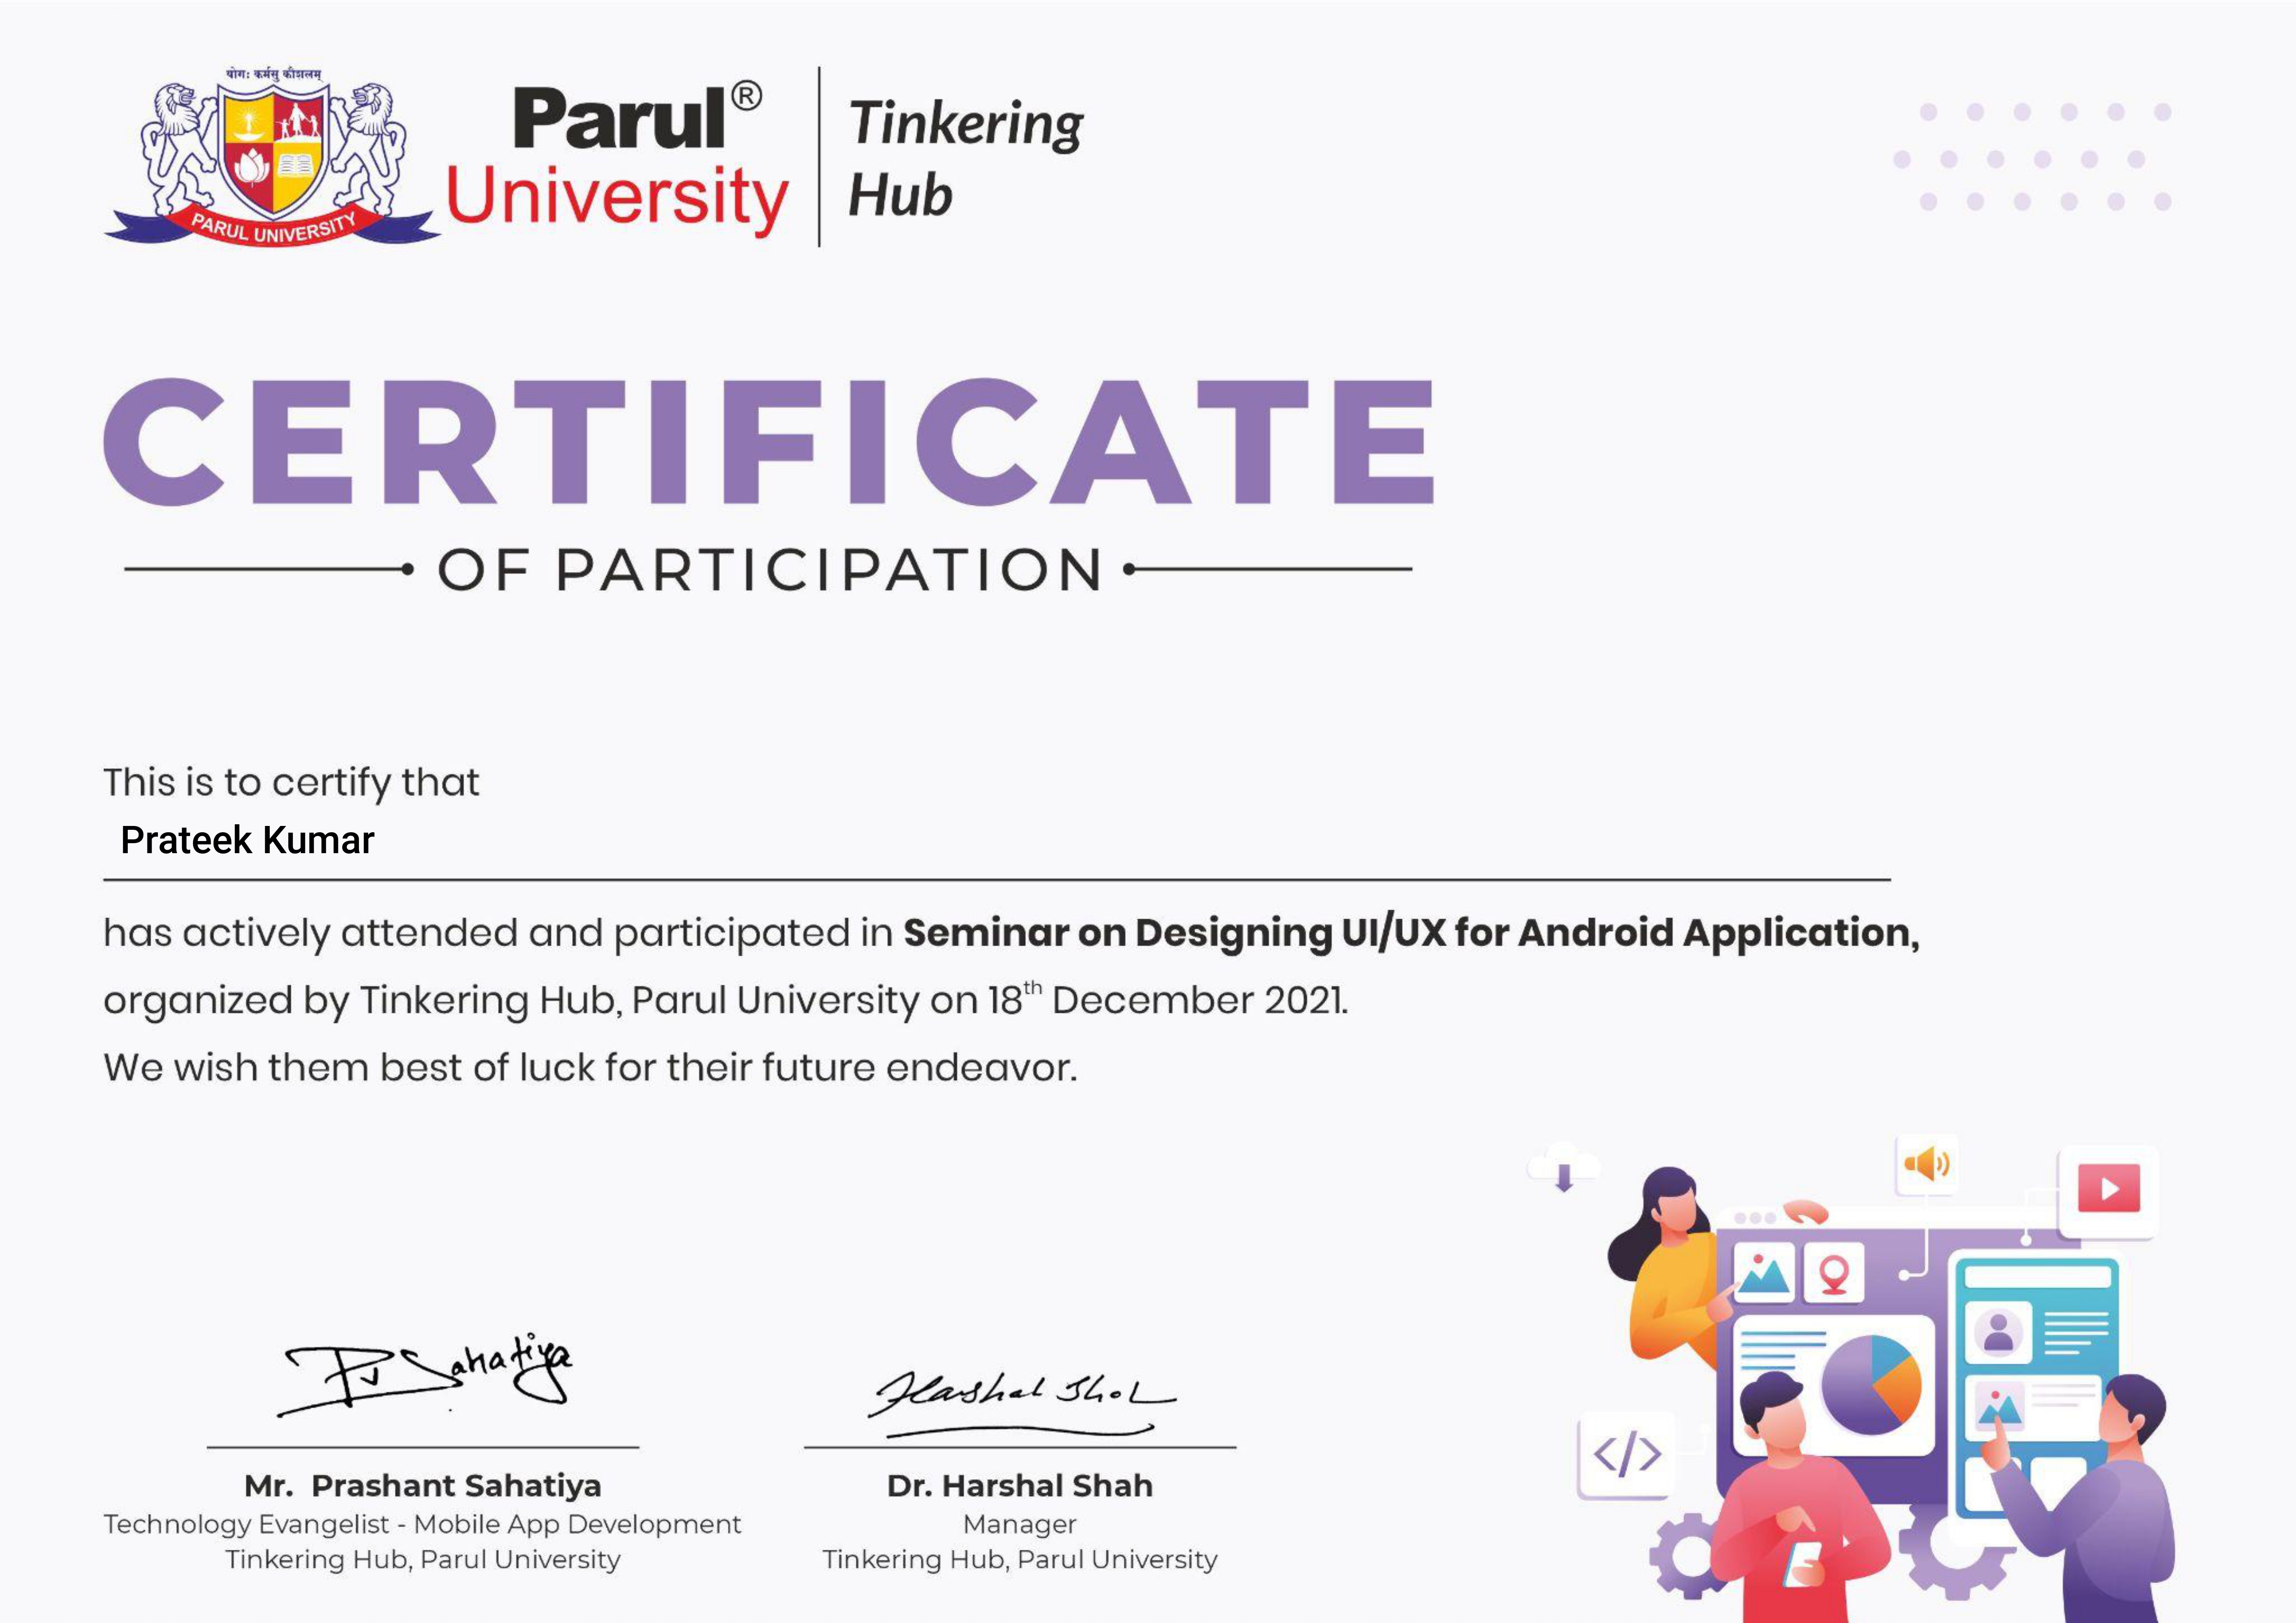 योग: कर्मसु कौशलम्
PARUL UNIVERSITY
Parul®
University
Tinkering
Hub
CERTIFICATE
OF PARTICIPATION
This is to certify that
Prateek Kumar
has actively attended and participated in Seminar on Designing UI/UX for Android Application,
organized by Tinkering Hub, Parul University on 18th December 2021.
We wish them best of luck for their future endeavor.
P Sahatiya
Harshal Shah
Mr. Prashant Sahatiya
Dr. Harshal Shah
Technology Evangelist - Mobile App Development
Manager
Tinkering Hub, Parul University
Tinkering Hub, Parul University